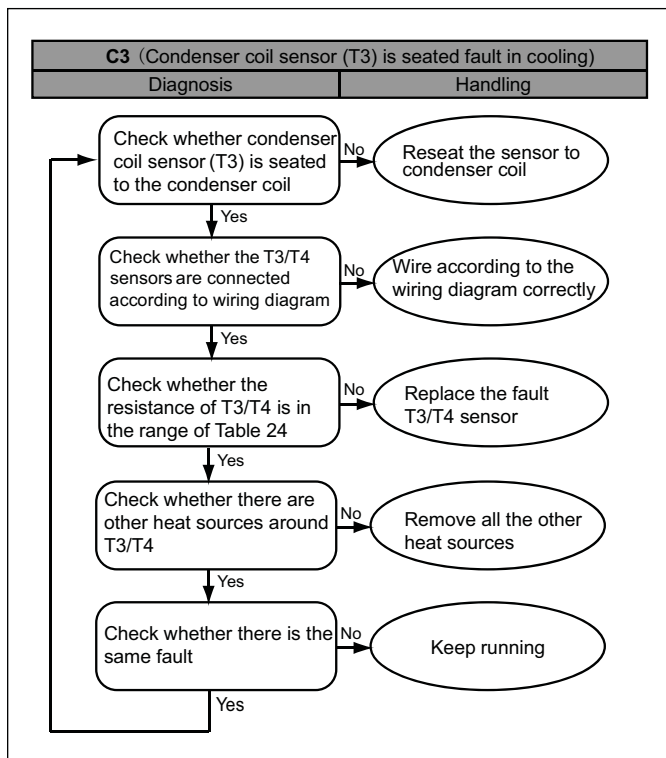 C3（Condenser coil sensor (T3) is seated fault in cooling)
Diagnosis
Handling
Check whether condenser
coil sensor (T3) is seated
to the condenser coil
No
Reseat the sensor to
condenser coil
Yes
Check whether the T3/T4
sensors are connected
according to wiring diagram
No
Wire according to the
wiring diagram correctly
Yes
Check whether the
resistance of T3/T4 is in
the range of Table 24
No
Replace the fault
T3/T4 sensor
Yes
Check whether there are
other heat sources around
T3/T4
No
Remove all the other
heat sources
Yes
Check whether there is the
same fault
No
Keep running
Yes